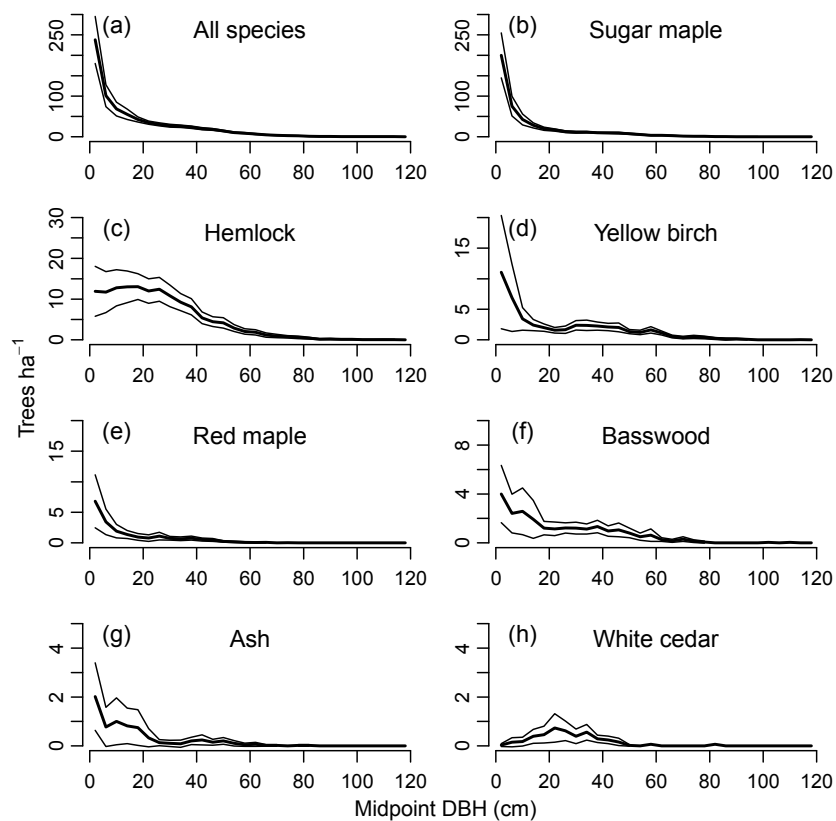 (a) All species
250
100
0
0 20 40 60 80 100 120
(b) Sugar maple
250
100
0
0 20 40 60 80 100 120
(c) Hemlock
30
20
10
0
0 20 40 60 80 100 120
(d) Yellow birch
15
5
0
0 20 40 60 80 100 120
(e) Red maple
15
5
0
0 20 40 60 80 100 120
(f) Basswood
8
4
0
0 20 40 60 80 100 120
(g) Ash
4
2
0
0 20 40 60 80 100 120
(h) White cedar
4
2
0
0 20 40 60 80 100 120
Trees ha⁻¹
Midpoint DBH (cm)